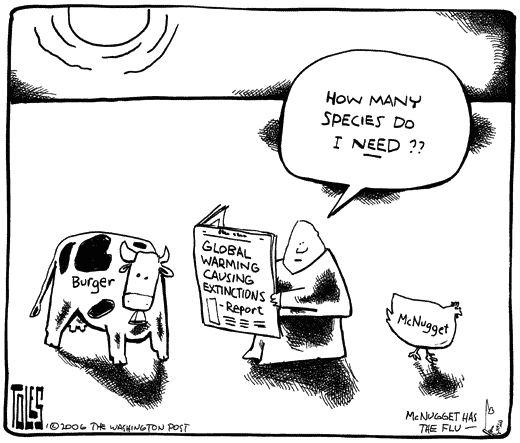 HOW MANY
SPECIES DO
I NEED ??
GLOBAL
WARMING
CAUSING
EXTINCTIONS
- Report
Burger
McNugget
TOLES
©2006 THE WASHINGTON POST
McNUGGET HAS
THE FLU —